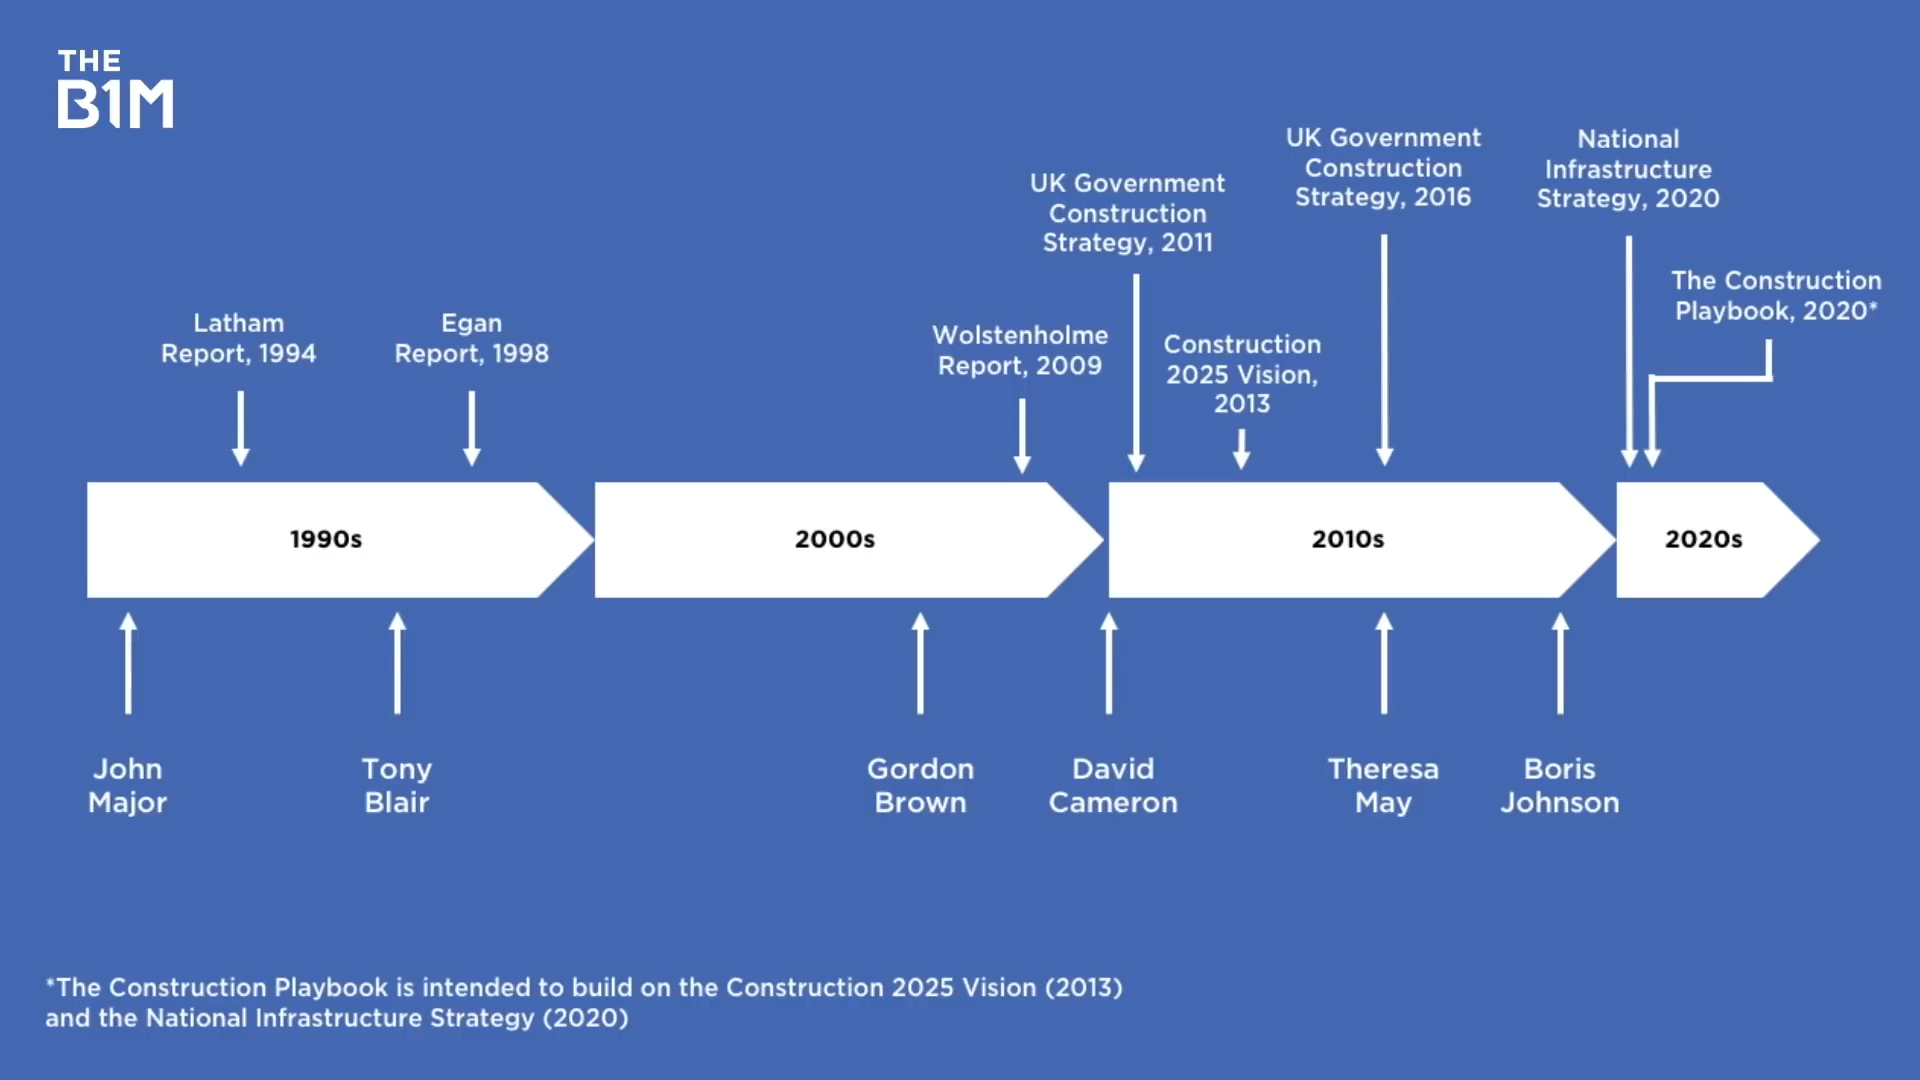 THE
B1M
Latham
Report, 1994
Egan
Report, 1998
Wolstenholme
Report, 2009
UK Government
Construction
Strategy, 2011
Construction
2025 Vision,
2013
UK Government
Construction
Strategy, 2016
National
Infrastructure
Strategy, 2020
The Construction
Playbook, 2020*
1990s
2000s
2010s
2020s
John
Major
Tony
Blair
Gordon
Brown
David
Cameron
Theresa
May
Boris
Johnson
*The Construction Playbook is intended to build on the Construction 2025 Vision (2013)
and the National Infrastructure Strategy (2020)